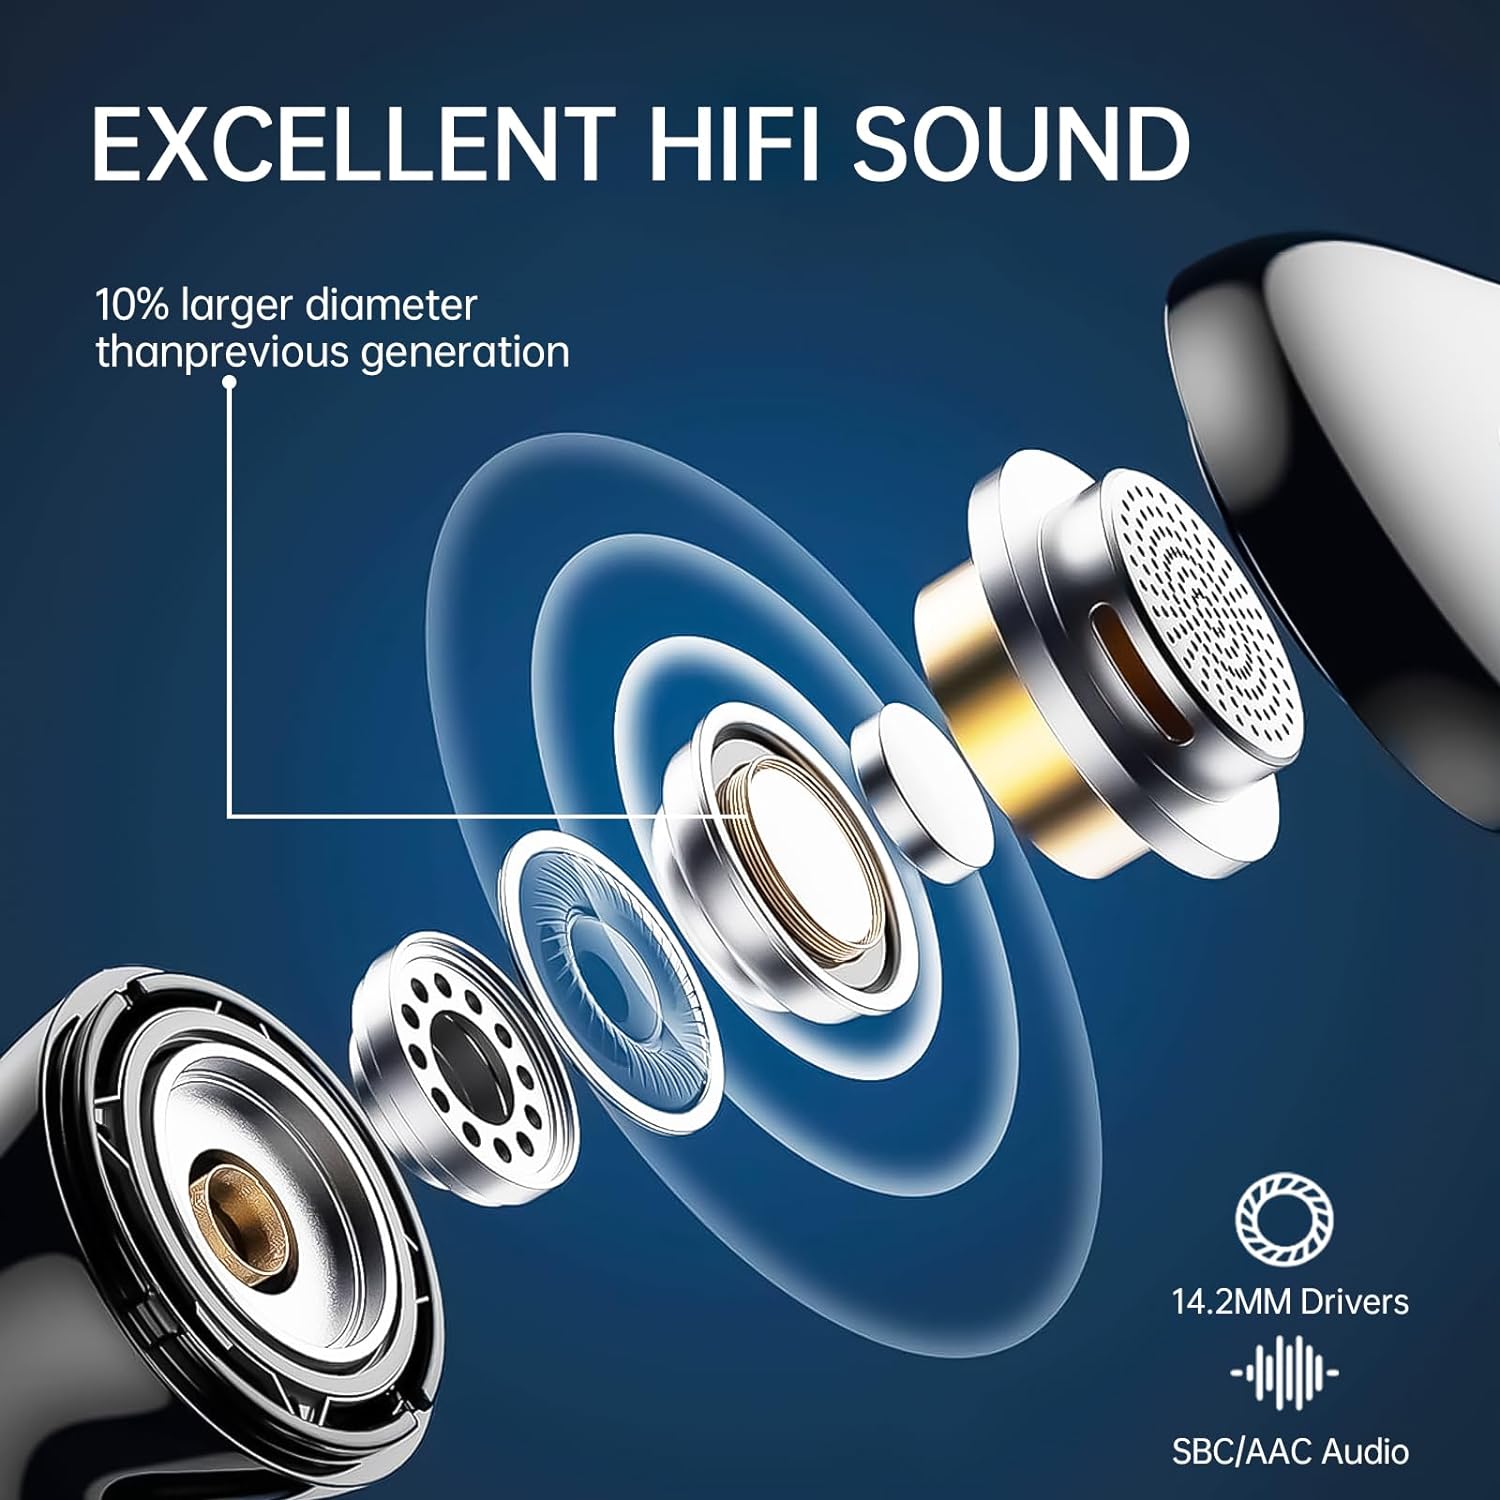 EXCELLENT HIFI SOUND
10% larger diameter
thanprevious generation
14.2MM Drivers
SBC/AAC Audio